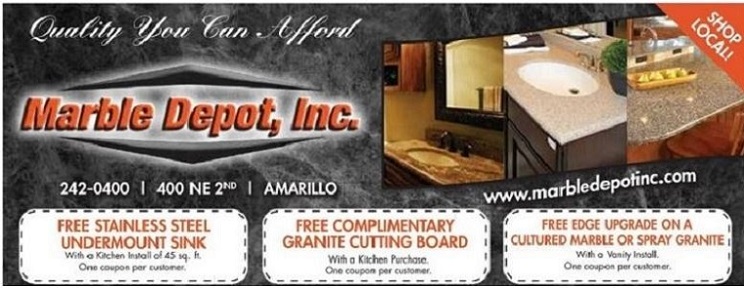 Quality You Can Afford
SHOP
LOCAL!
Marble Depot, Inc.
242-0400 | 400 NE 2ND | AMARILLO
www.marbledepotinc.com
FREE STAINLESS STEEL
UNDERMOUNT SINK
With a Kitchen Install of 45 sq. ft.
One coupon per customer.
FREE COMPLIMENTARY
GRANITE CUTTING BOARD
With a Kitchen Purchase.
One coupon per customer.
FREE EDGE UPGRADE ON A
CULTURED MARBLE OR SPRAY GRANITE
With a Vanity Install.
One coupon per customer.